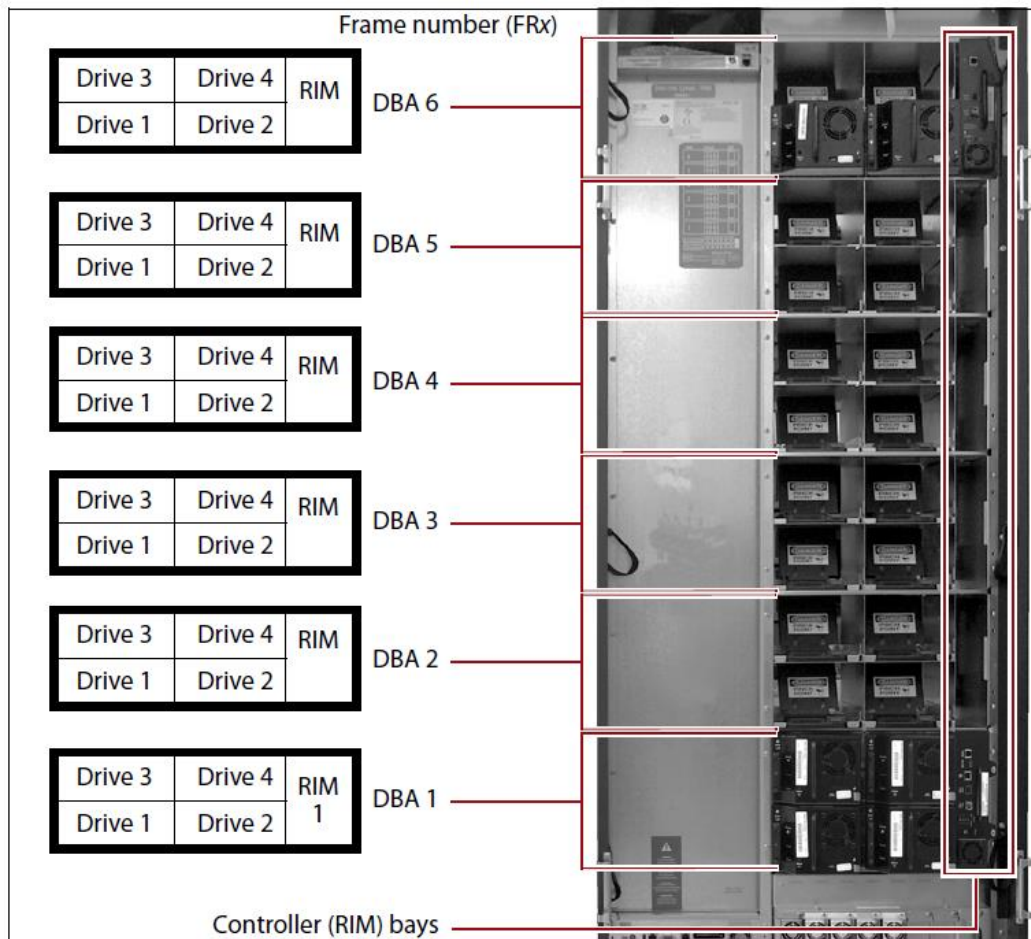 Frame number (FRx)
Drive 3 Drive 4 RIM
Drive 1 Drive 2
DBA 6
Drive 3 Drive 4 RIM
Drive 1 Drive 2
DBA 5
Drive 3 Drive 4 RIM
Drive 1 Drive 2
DBA 4
Drive 3 Drive 4 RIM
Drive 1 Drive 2
DBA 3
Drive 3 Drive 4 RIM
Drive 1 Drive 2
DBA 2
Drive 3 Drive 4 RIM
Drive 1 Drive 2 1
DBA 1
Controller (RIM) bays